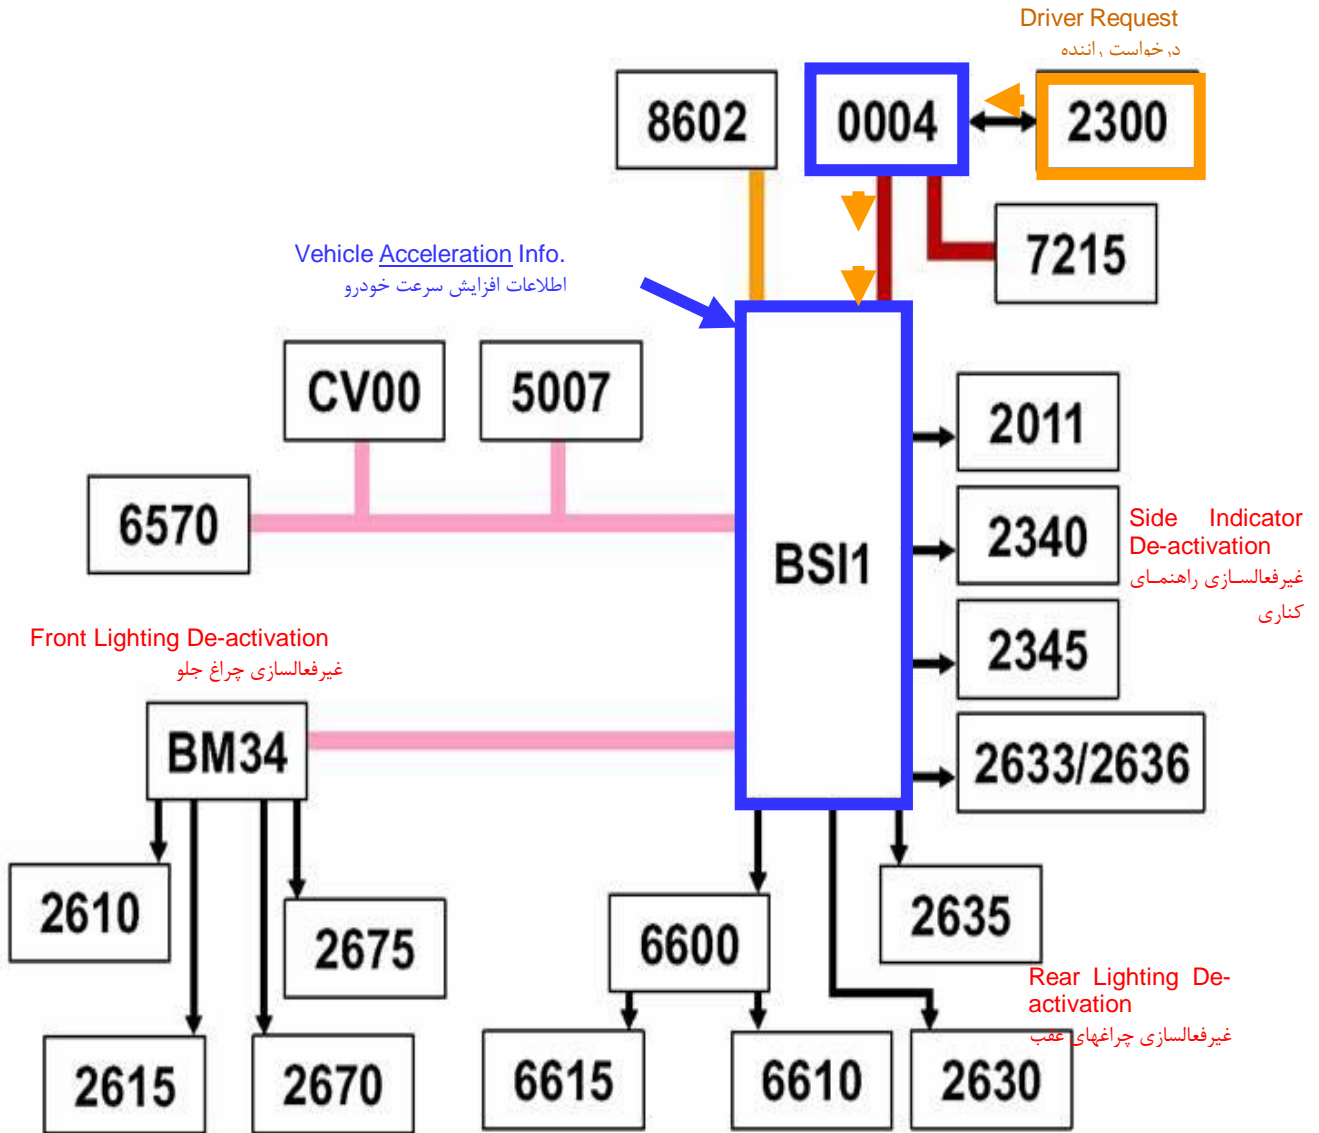 Driver Request
درخواست راننده
8602
0004
2300
7215
Vehicle Acceleration Info.
اطلاعات افزایش سرعت خودرو
CV00
5007
2011
6570
2340
Side Indicator
De-activation
غیرفعالسازی راهنمای
کناری
BSI1
2345
Front Lighting De-activation
غیرفعالسازی چراغ جلو
BM34
2633/2636
2610
2675
6600
2635
Rear Lighting De-
activation
غیرفعالسازی چراغهای عقب
2615
2670
6615
6610
2630